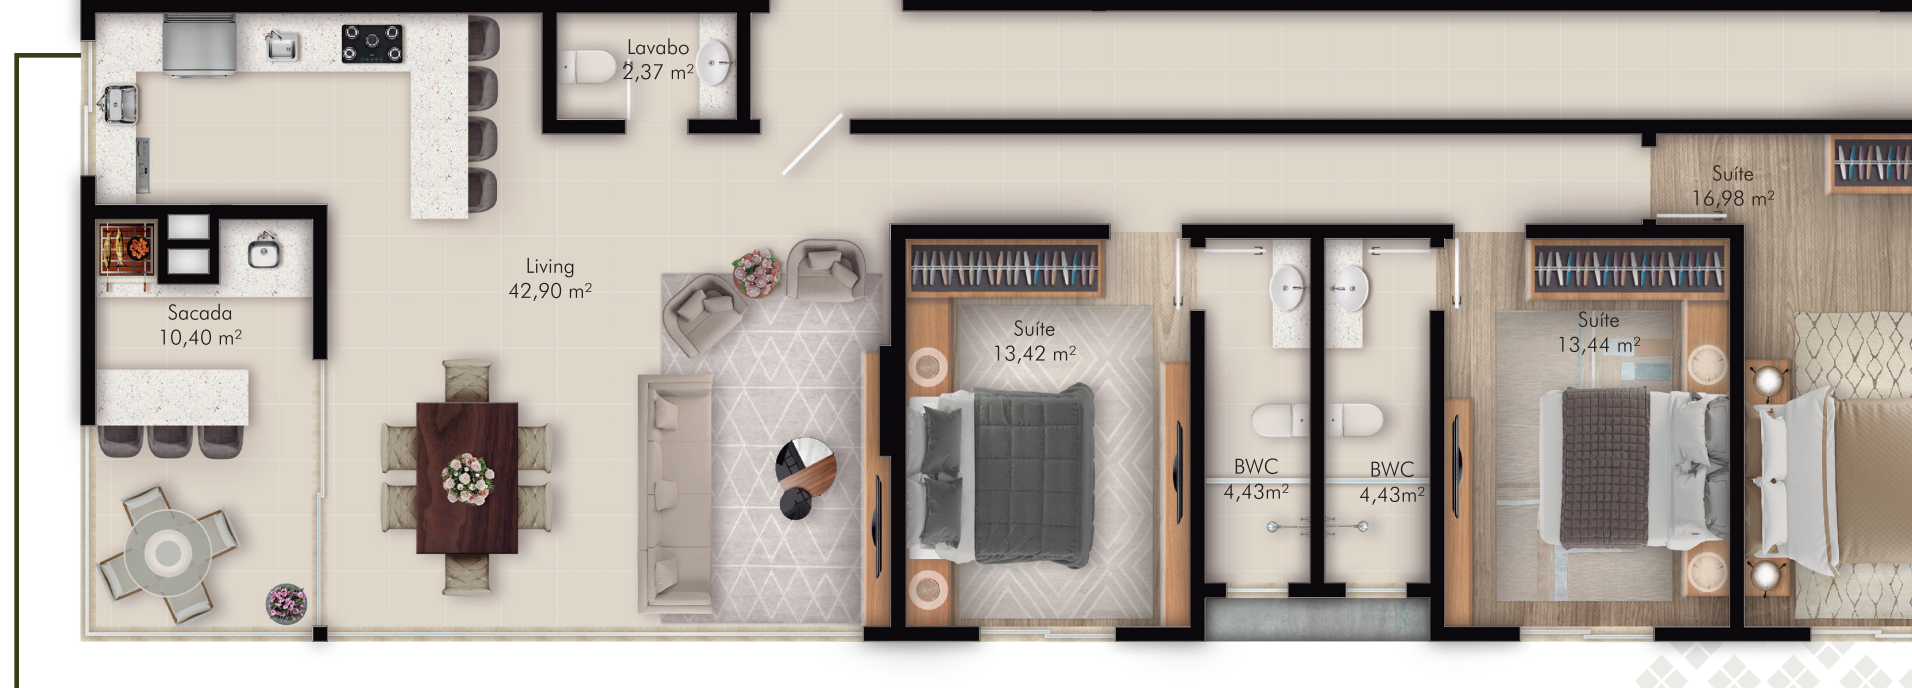 Lavabo
2,37 m²
Suíte
16,98 m²
Living
42,90 m²
Sacada
10,40 m²
Suíte
13,42 m²
Suíte
13,44 m²
BWC
4,43m²
BWC
4,43m²